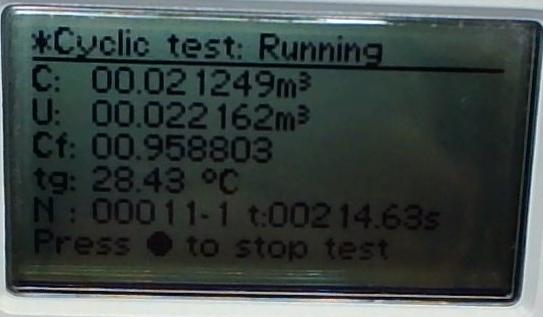 *Cyclic test: Running
C: 00.021249m³
U: 00.022162m³
Cf: 00.958803
tg: 28.43 °C
N : 00011-1 t:00214.63s
Press ● to stop test